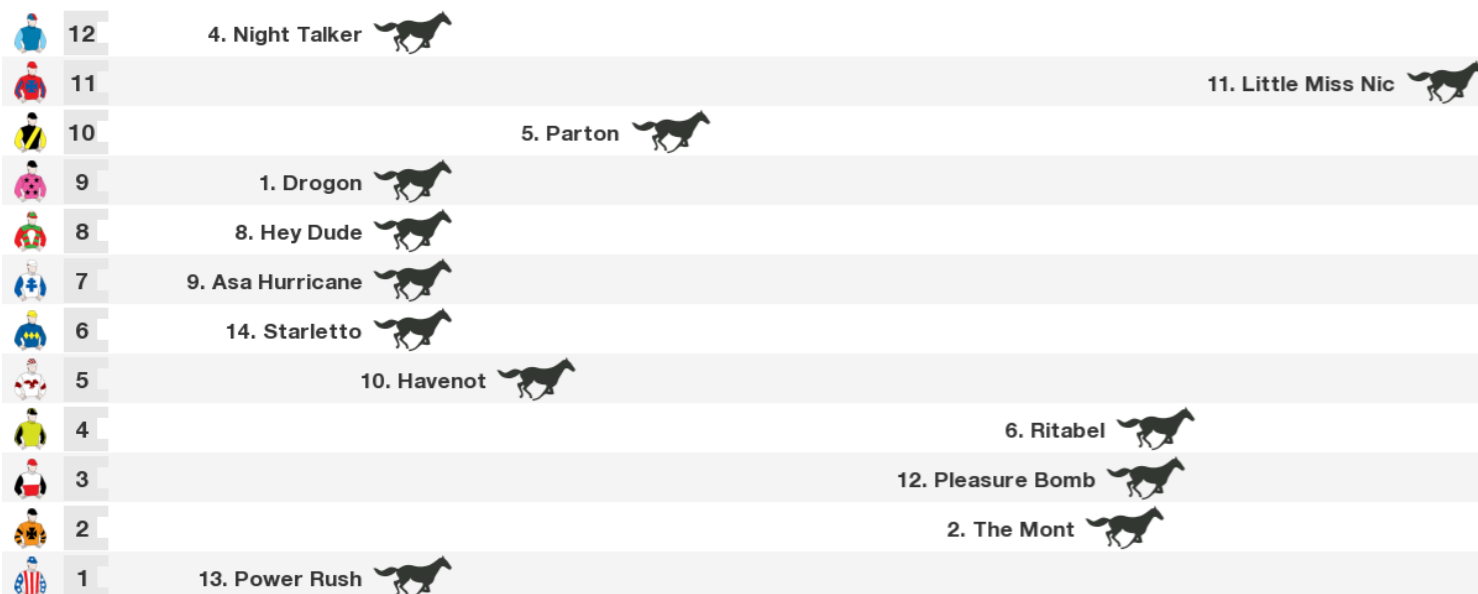 12 4. Night Talker
11 11. Little Miss Nic
10 5. Parton
9 1. Drogon
8 8. Hey Dude
7 9. Asa Hurricane
6 14. Starletto
5 10. Havenot
4 6. Ritabel
3 12. Pleasure Bomb
2 2. The Mont
1 13. Power Rush